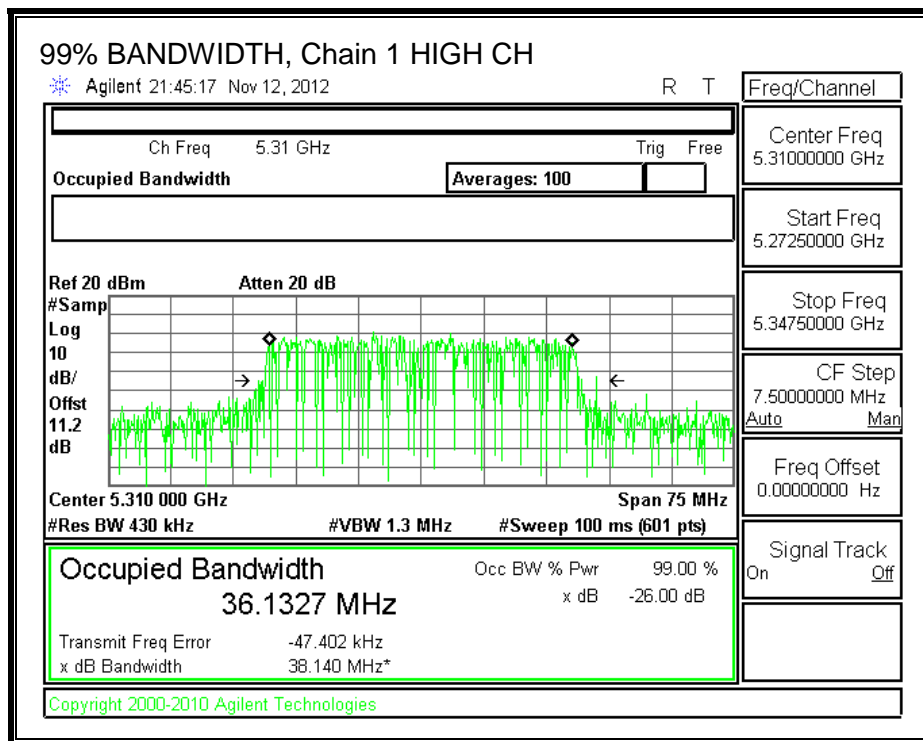 99% BANDWIDTH, Chain 1 HIGH CH
Agilent 21:45:17 Nov 12, 2012 R T
Freq/Channel
Ch Freq 5.31 GHz Trig Free
Occupied Bandwidth Averages: 100
Center Freq
5.31000000 GHz
Start Freq
5.27250000 GHz
Stop Freq
5.34750000 GHz
CF Step
7.50000000 MHz
Auto Man
Freq Offset
0.00000000 Hz
Signal Track
On Off
Ref 20 dBm Atten 20 dB
#Samp
Log
10
dB/
Offst
11.2
dB
Center 5.310 000 GHz Span 75 MHz
#Res BW 430 kHz #VBW 1.3 MHz #Sweep 100 ms (601 pts)
Occupied Bandwidth Occ BW % Pwr 99.00 %
36.1327 MHz x dB -26.00 dB
Transmit Freq Error -47.402 kHz
x dB Bandwidth 38.140 MHz*
Copyright 2000-2010 Agilent Technologies